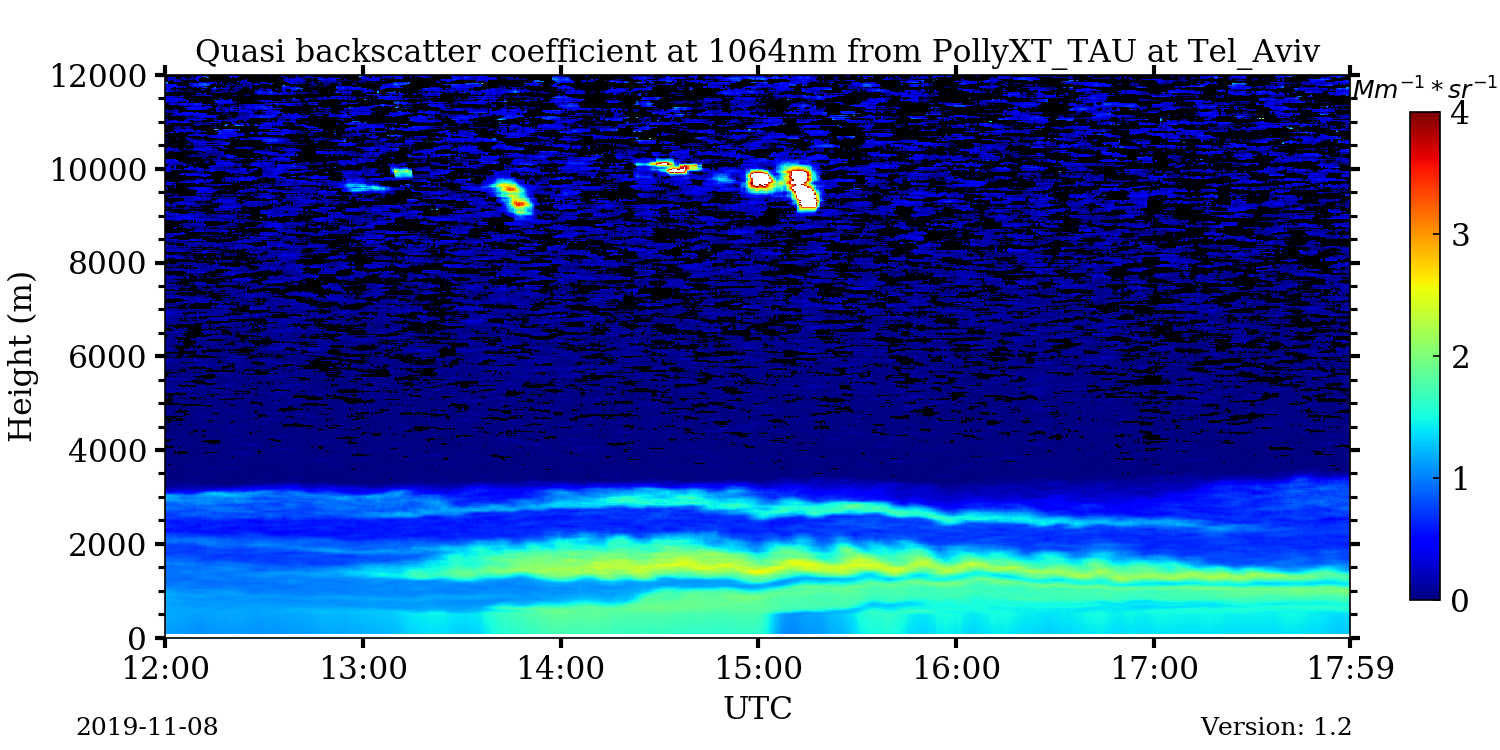 Quasi backscatter coefficient at 1064nm from PollyXT_TAU at Tel_Aviv
Mm⁻¹ * sr⁻¹
12000
10000
8000
6000
4000
2000
0
Height (m)
4
3
2
1
0
12:00 13:00 14:00 15:00 16:00 17:00 17:59
UTC
2019-11-08 Version: 1.2